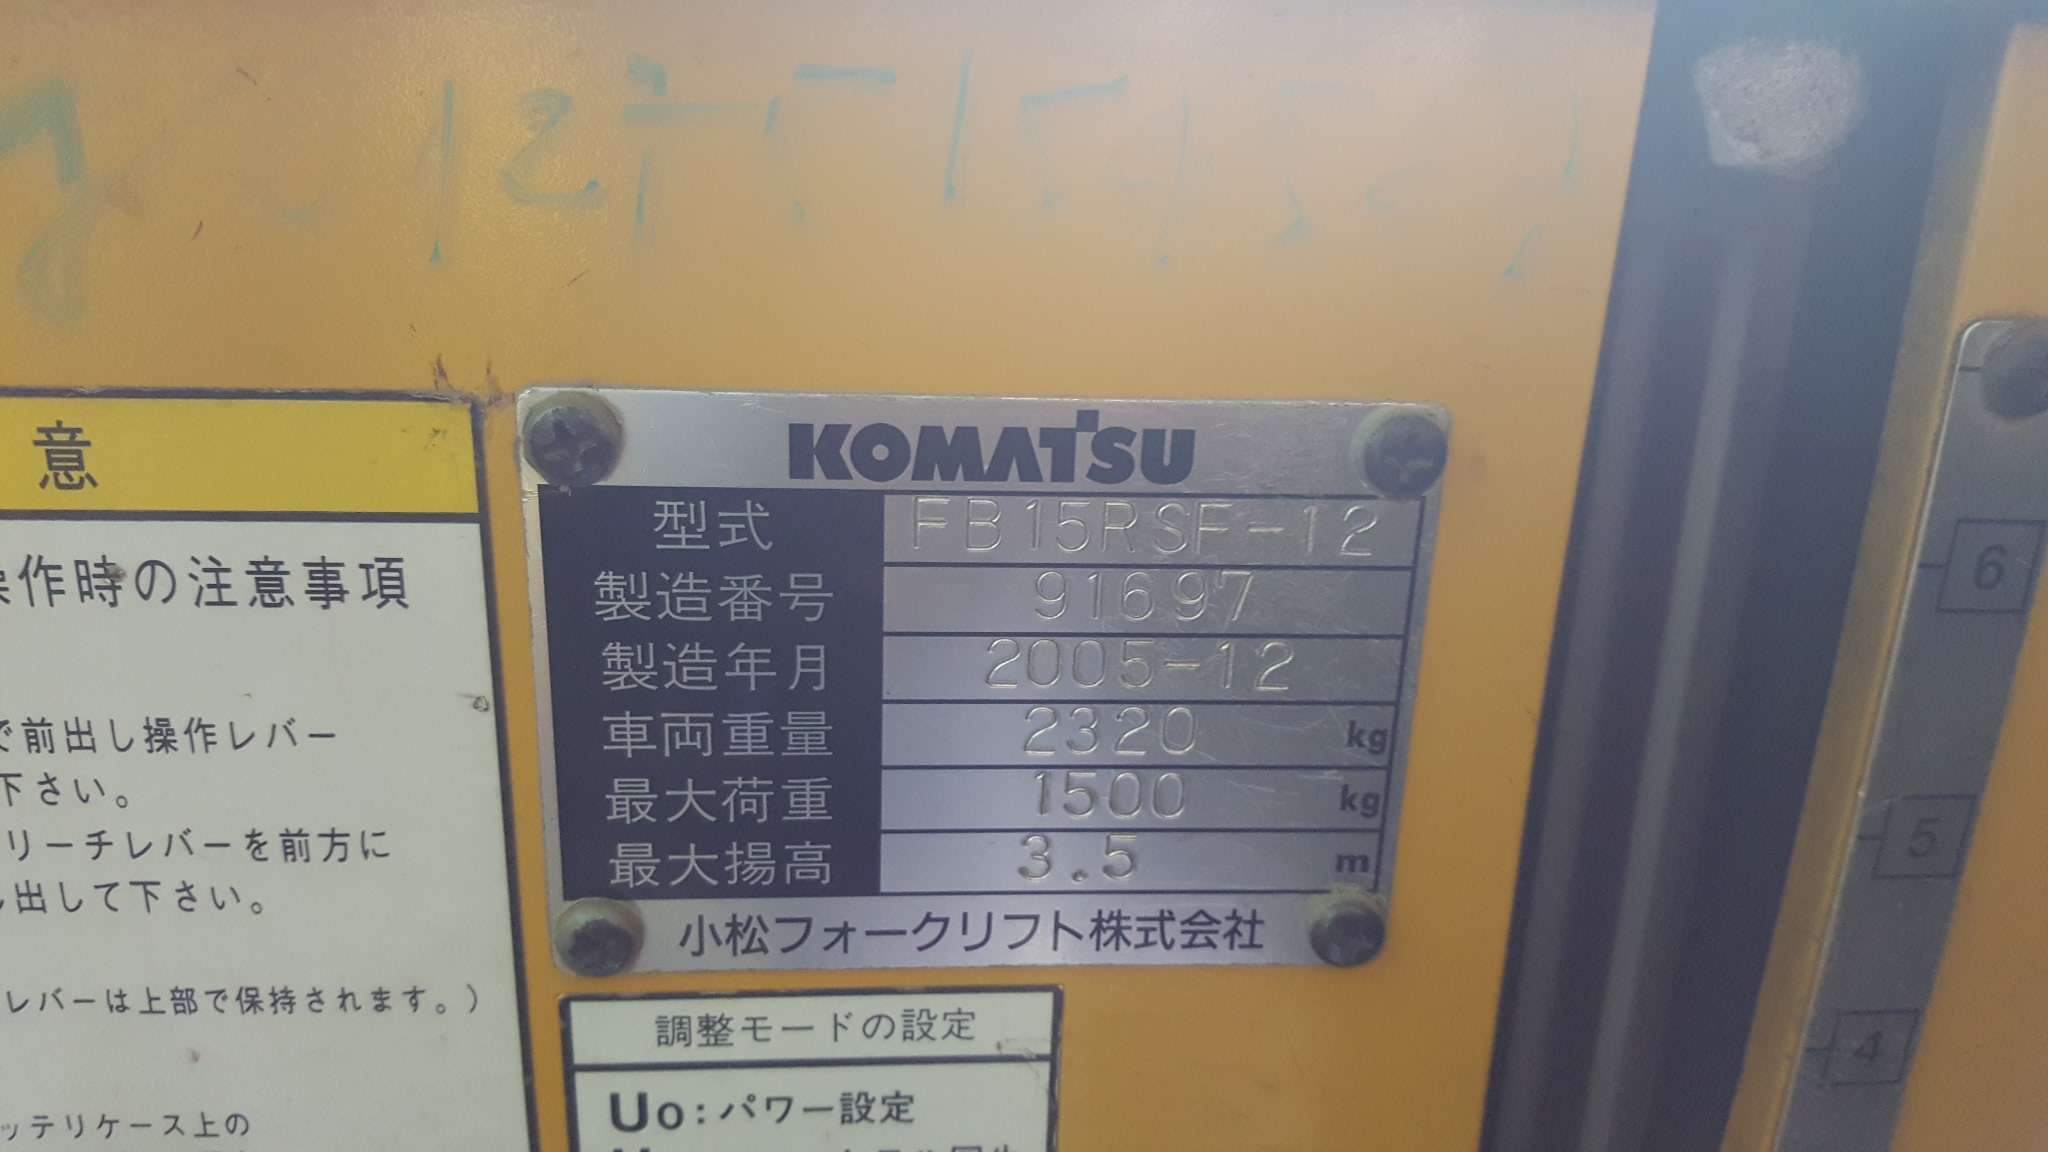 意
作時の注意事項
で前出し操作レバー
下さい。
リーチレバーを前方に
し出して下さい。
レバーは上部で保持されます。）
ッテリケース上の
KOMATSU
型式 FB15RSF-12
製造番号 91697
製造年月 2005-12
車両重量 2320 kg
最大荷重 1500 kg
最大揚高 3.5 m
小松フォークリフト株式会社
調整モードの設定
Uo:パワー設定
6
5
4